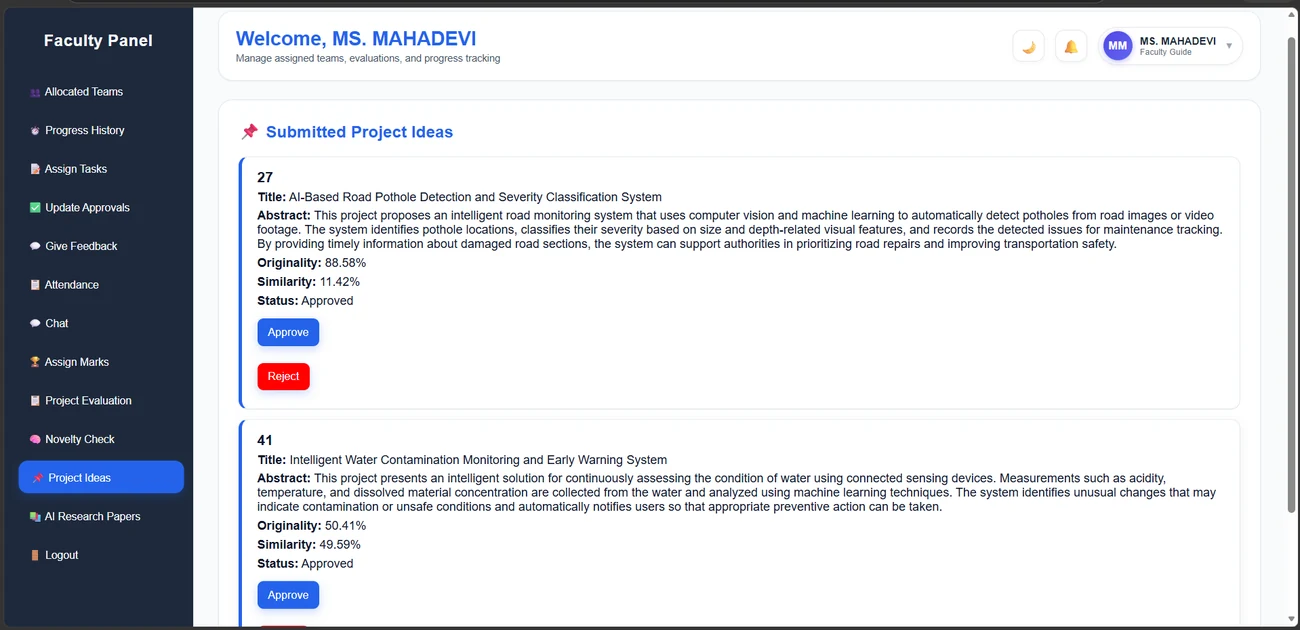 Faculty Panel
Allocated Teams
Progress History
Assign Tasks
Update Approvals
Give Feedback
Attendance
Chat
Assign Marks
Project Evaluation
Novelty Check
Project Ideas
AI Research Papers
Logout
Welcome, MS. MAHADEVI
Manage assigned teams, evaluations, and progress tracking
MM
MS. MAHADEVI
Faculty Guide
Submitted Project Ideas
27
Title: AI-Based Road Pothole Detection and Severity Classification System
Abstract: This project proposes an intelligent road monitoring system that uses computer vision and machine learning to automatically detect potholes from road images or video
footage. The system identifies pothole locations, classifies their severity based on size and depth-related visual features, and records the detected issues for maintenance tracking.
By providing timely information about damaged road sections, the system can support authorities in prioritizing road repairs and improving transportation safety.
Originality: 88.58%
Similarity: 11.42%
Status: Approved
Approve
Reject
41
Title: Intelligent Water Contamination Monitoring and Early Warning System
Abstract: This project presents an intelligent solution for continuously assessing the condition of water using connected sensing devices. Measurements such as acidity,
temperature, and dissolved material concentration are collected from the water and analyzed using machine learning techniques. The system identifies unusual changes that may
indicate contamination or unsafe conditions and automatically notifies users so that appropriate preventive action can be taken.
Originality: 50.41%
Similarity: 49.59%
Status: Approved
Approve